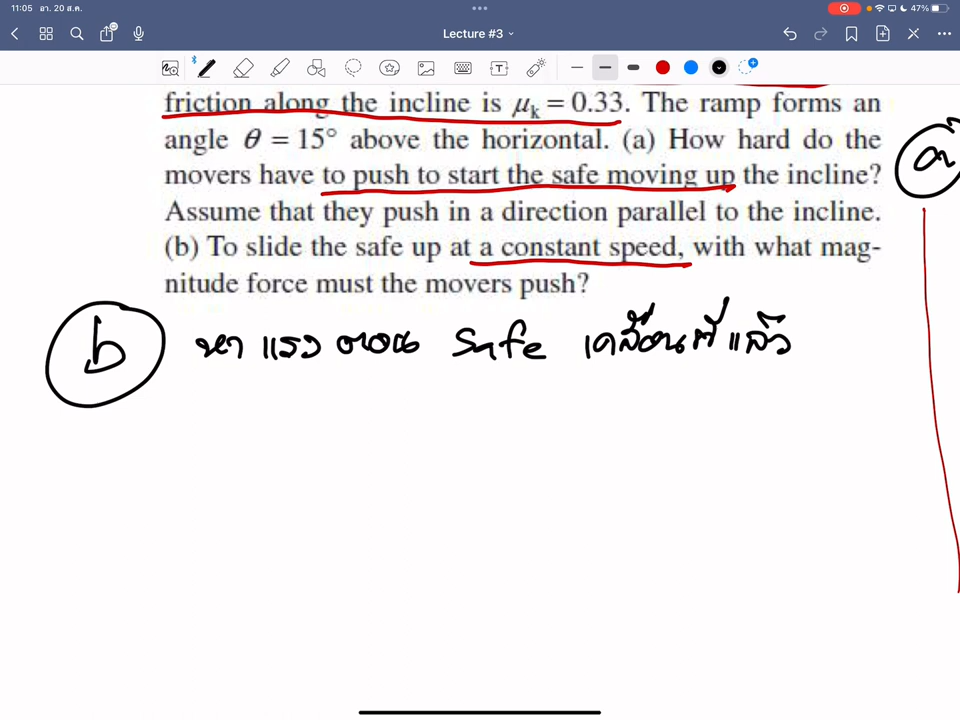 11:05 อา. 20 ส.ค.
47%
Lecture #3
friction along the incline is μk = 0.33. The ramp forms an
angle θ = 15° above the horizontal. (a) How hard do the
movers have to push to start the safe moving up the incline?
Assume that they push in a direction parallel to the incline.
(b) To slide the safe up at a constant speed, with what mag-
nitude force must the movers push?
a
b หาแรงตอน Safe เคลื่อนที่แล้ว